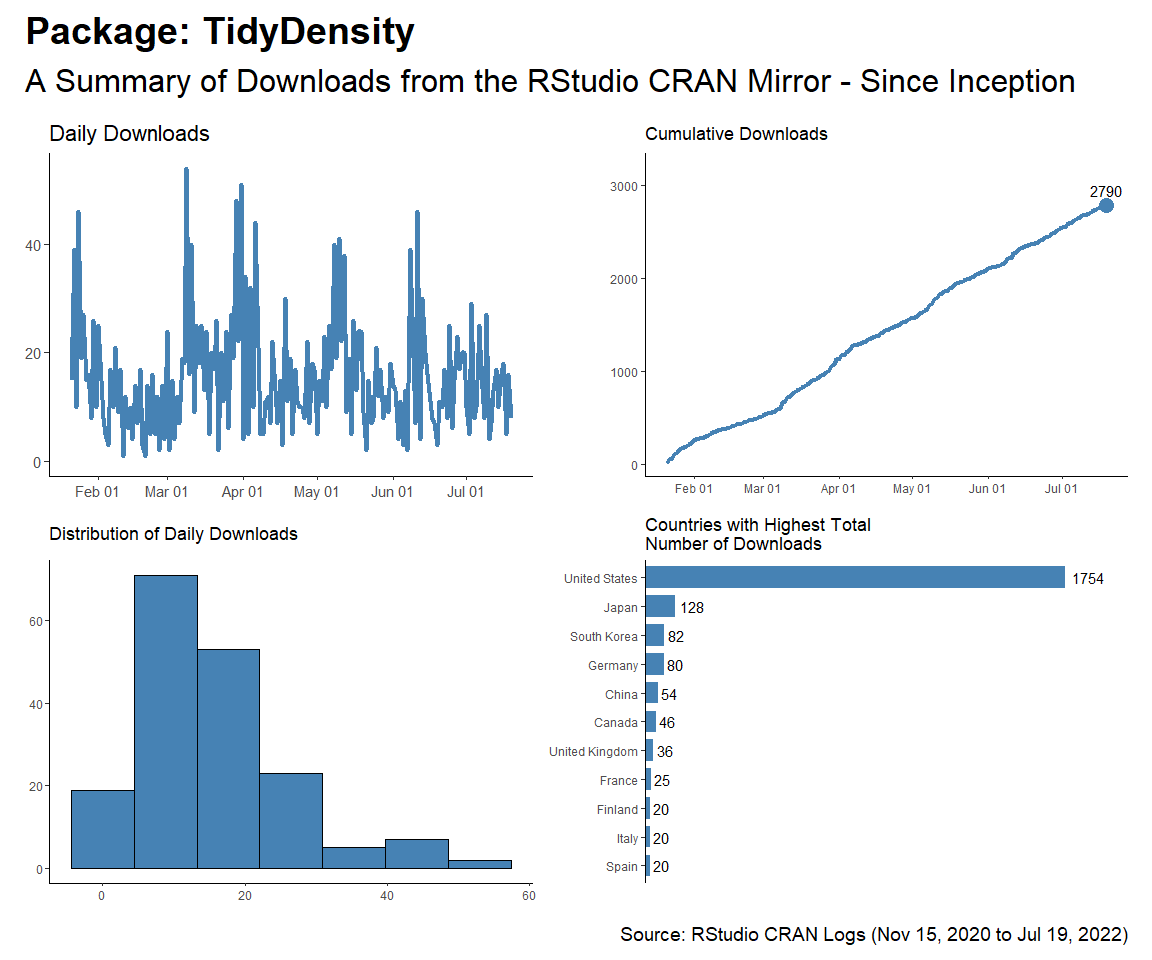 Package: TidyDensity
A Summary of Downloads from the RStudio CRAN Mirror - Since Inception
Daily Downloads
40
20
0
Feb 01 Mar 01 Apr 01 May 01 Jun 01 Jul 01
Cumulative Downloads
3000
2000
1000
0
2790
Feb 01 Mar 01 Apr 01 May 01 Jun 01 Jul 01
Distribution of Daily Downloads
60
40
20
0
0 20 40 60
Countries with Highest Total
Number of Downloads
United States 1754
Japan 128
South Korea 82
Germany 80
China 54
Canada 46
United Kingdom 36
France 25
Finland 20
Italy 20
Spain 20
Source: RStudio CRAN Logs (Nov 15, 2020 to Jul 19, 2022)